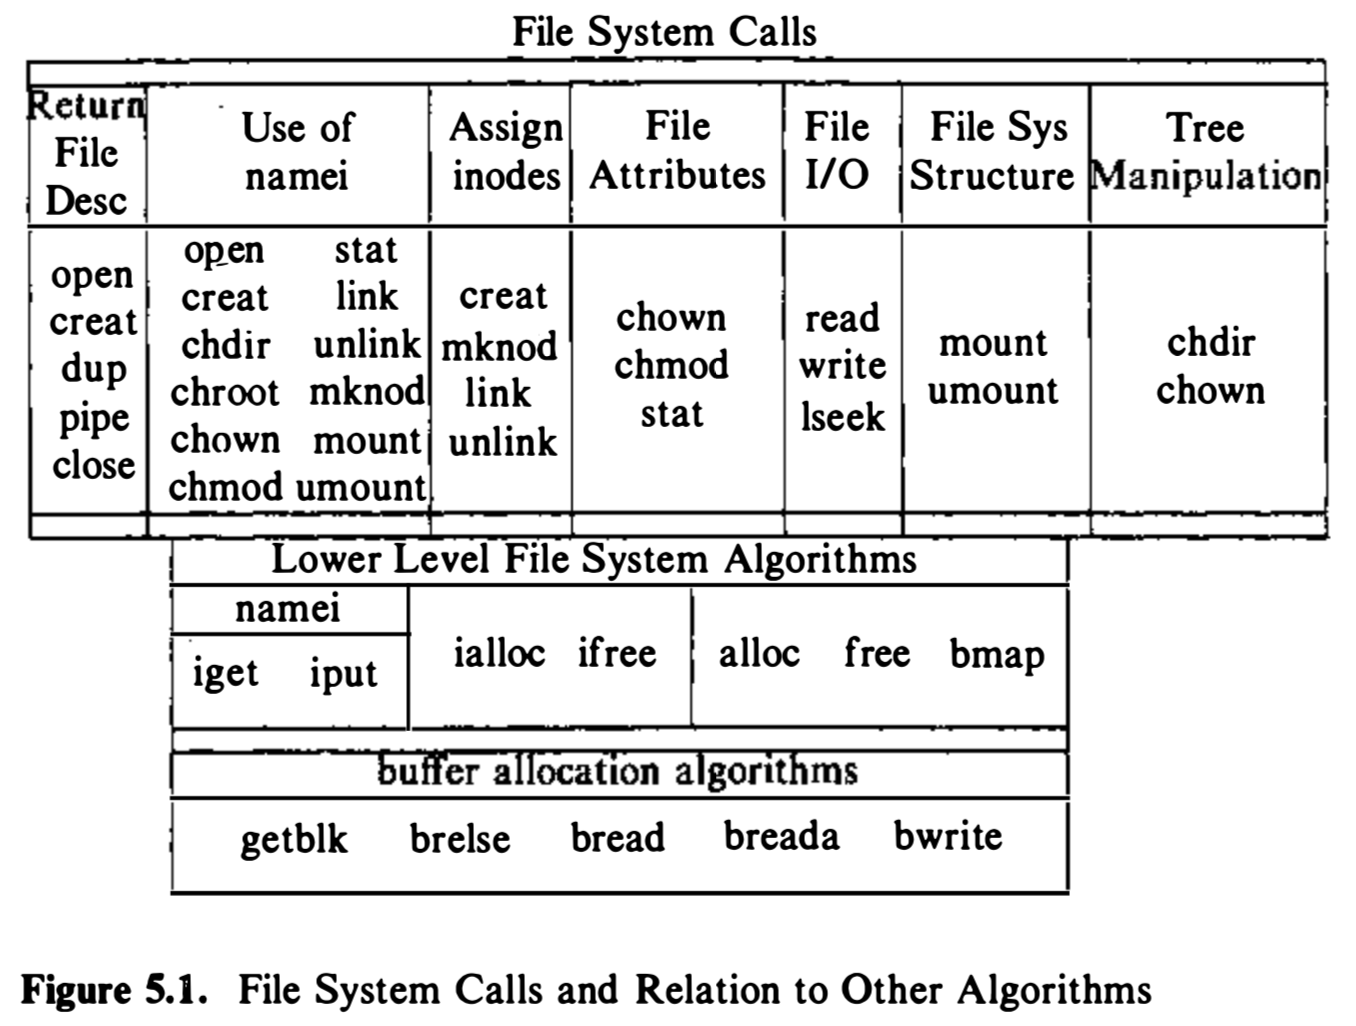 File System Calls
Return File Desc
Use of namei
Assign inodes
File Attributes
File I/O
File Sys Structure
Tree Manipulation
open
creat
dup
pipe
close
open stat
creat link
chdir unlink
chroot mknod
chown mount
chmod umount
creat
mknod
link
unlink
chown
chmod
stat
read
write
lseek
mount
umount
chdir
chown
Lower Level File System Algorithms
namei
iget iput
ialloc ifree
alloc free bmap
buffer allocation algorithms
getblk brelse bread breada bwrite
Figure 5.1. File System Calls and Relation to Other Algorithms